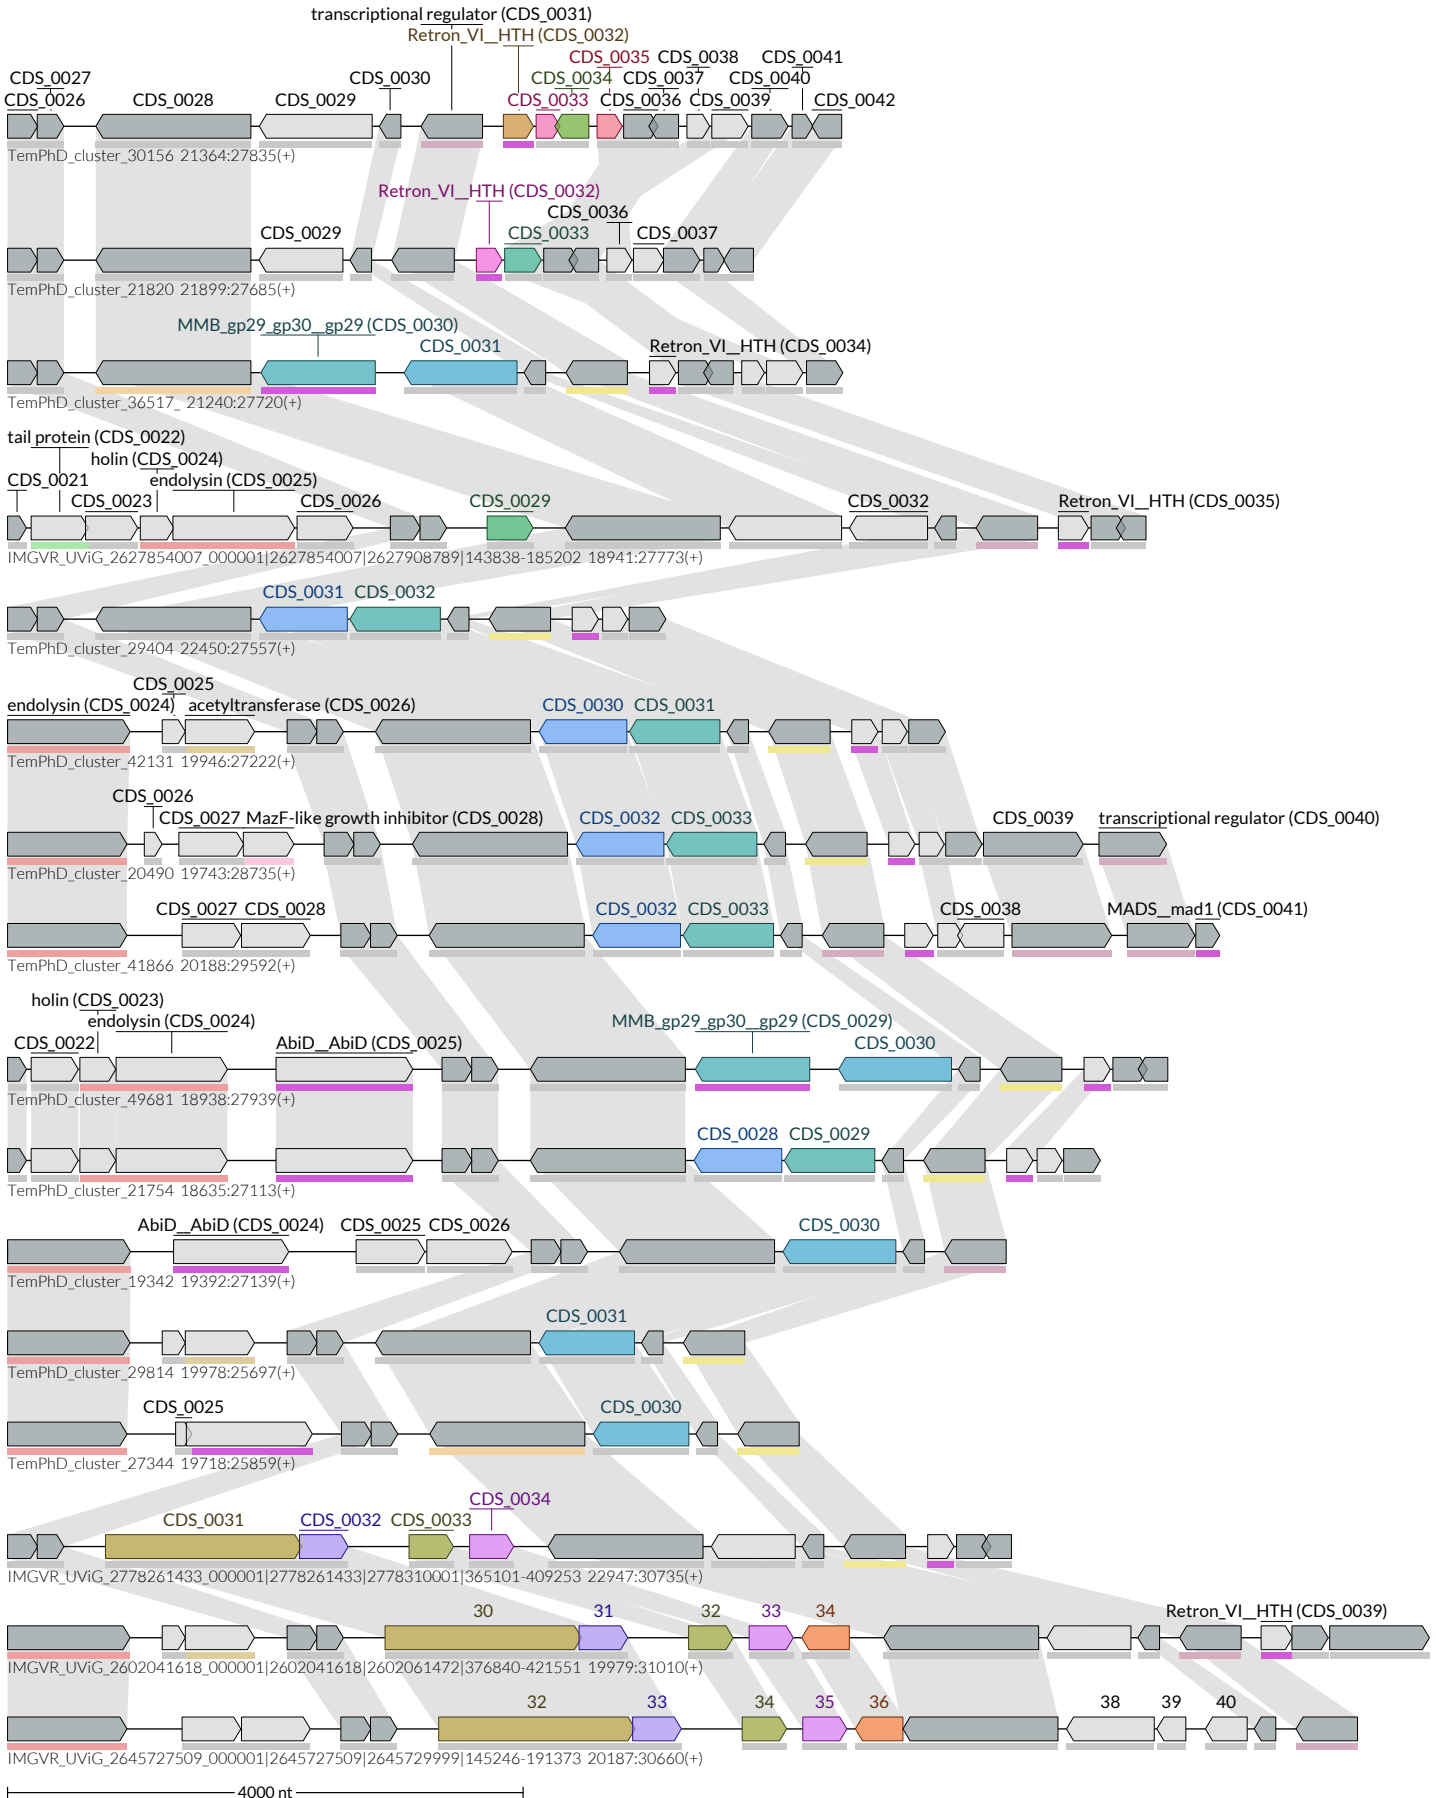 transcriptional regulator (CDS_0031)
Retron_VI__HTH (CDS_0032)
CDS_0035 CDS_0038 CDS_0041
CDS_0027 CDS_0030 CDS_0034 CDS_0037 CDS_0040
CDS_0026 CDS_0028 CDS_0029 CDS_0033 CDS_0036 CDS_0039 CDS_0042
TemPhD_cluster_30156 21364:27835(+)
Retron_VI__HTH (CDS_0032)
CDS_0036
CDS_0029 CDS_0033 CDS_0037
TemPhD_cluster_21820 21899:27685(+)
MMB_gp29_gp30__gp29 (CDS_0030)
CDS_0031 Retron_VI__HTH (CDS_0034)
TemPhD_cluster_36517_ 21240:27720(+)
tail protein (CDS_0022)
holin (CDS_0024)
CDS_0021 endolysin (CDS_0025)
CDS_0023 CDS_0026 CDS_0029 CDS_0032 Retron_VI__HTH (CDS_0035)
IMGVR_UViG_2627854007_000001|2627854007|2627908789|143838-185202 18941:27773(+)
CDS_0031 CDS_0032
TemPhD_cluster_29404 22450:27557(+)
CDS_0025
endolysin (CDS_0024) acetyltransferase (CDS_0026) CDS_0030 CDS_0031
TemPhD_cluster_42131 19946:27222(+)
CDS_0026
CDS_0027 MazF-like growth inhibitor (CDS_0028) CDS_0032 CDS_0033 CDS_0039 transcriptional regulator (CDS_0040)
TemPhD_cluster_20490 19743:28735(+)
CDS_0027 CDS_0028 CDS_0032 CDS_0033 CDS_0038 MADS__mad1 (CDS_0041)
TemPhD_cluster_41866 20188:29592(+)
holin (CDS_0023)
endolysin (CDS_0024) MMB_gp29_gp30__gp29 (CDS_0029)
CDS_0022 AbiD__AbiD (CDS_0025) CDS_0030
TemPhD_cluster_49681 18938:27939(+)
CDS_0028 CDS_0029
TemPhD_cluster_21754 18635:27113(+)
AbiD__AbiD (CDS_0024) CDS_0025 CDS_0026 CDS_0030
TemPhD_cluster_19342 19392:27139(+)
CDS_0031
TemPhD_cluster_29814 19978:25697(+)
CDS_0025 CDS_0030
TemPhD_cluster_27344 19718:25859(+)
CDS_0034
CDS_0031 CDS_0032 CDS_0033
IMGVR_UViG_2778261433_000001|2778261433|2778310001|365101-409253 22947:30735(+)
30 31 32 33 34 Retron_VI__HTH (CDS_0039)
IMGVR_UViG_2602041618_000001|2602041618|2602061472|376840-421551 19979:31010(+)
32 33 34 35 36 38 39 40
IMGVR_UViG_2645727509_000001|2645727509|2645729999|145246-191373 20187:30660(+)
4000 nt